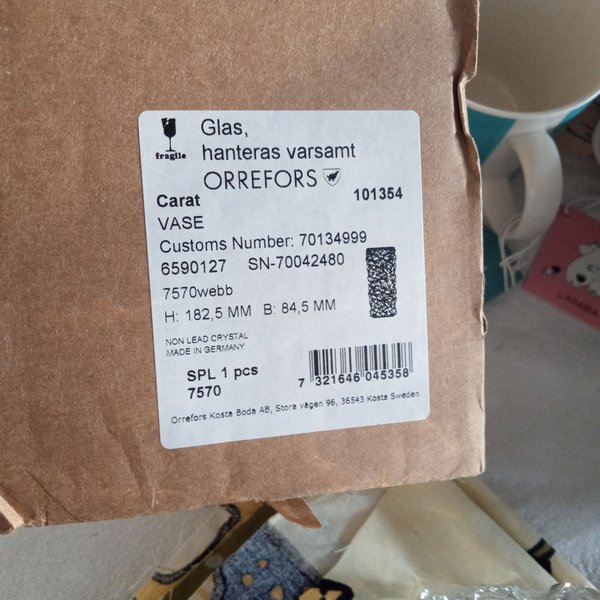 fragile
Glas,
hanteras varsamt
ORREFORS
Carat
101354
VASE
Customs Number: 70134999
6590127 SN-70042480
7570webb
H: 182,5 MM B: 84,5 MM
NON LEAD CRYSTAL
MADE IN GERMANY
SPL 1 pcs
7570
7 321646 045358
Orrefors Kosta Boda AB, Stora vägen 96, 36543 Kosta Sweden